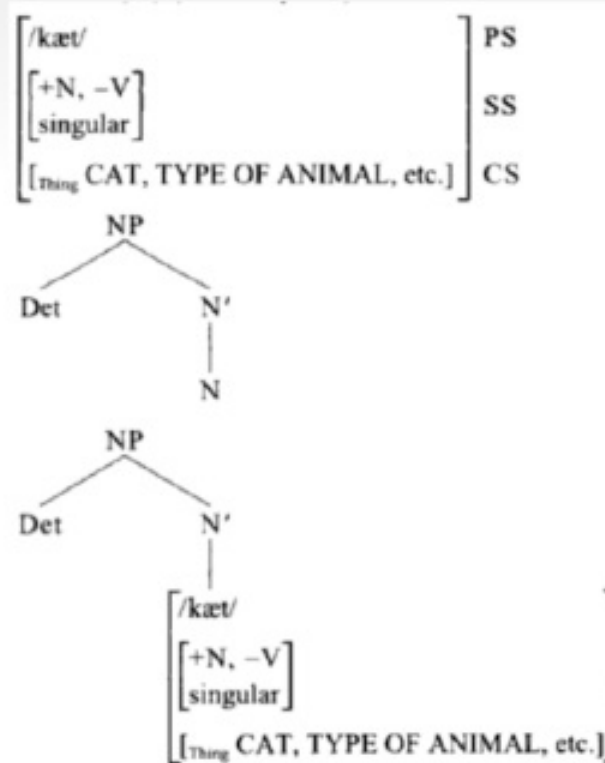 /kæt/ PS
[+N, –V] SS
singular
[Thing CAT, TYPE OF ANIMAL, etc.] CS
NP
Det N′
N
NP
Det N′
/kæt/
[+N, –V]
singular
[Thing CAT, TYPE OF ANIMAL, etc.]